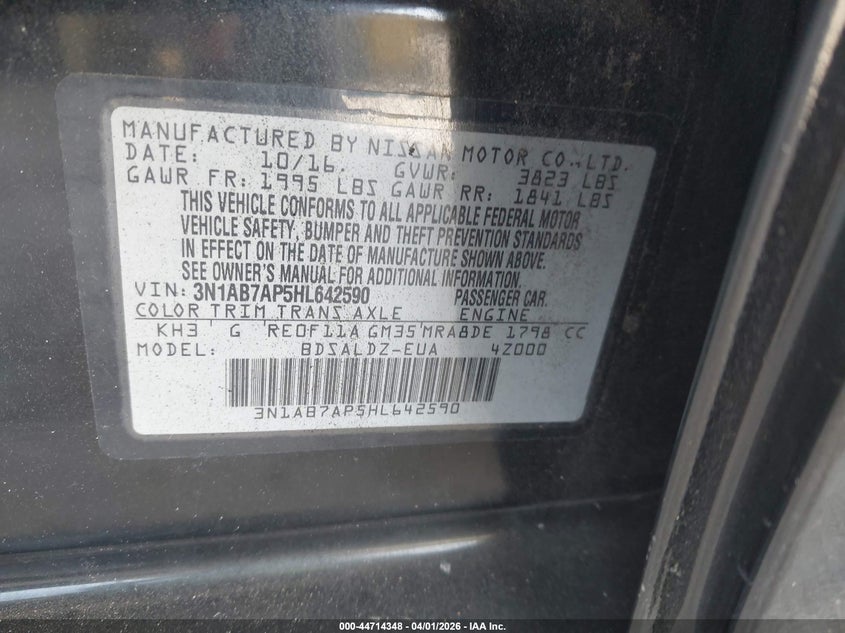 MANUFACTURED BY NISSAN MOTOR CO.,LTD.
DATE: 10/16. GVWR: 3823 LBS
GAWR FR: 1995 LBS GAWR RR: 1841 LBS
THIS VEHICLE CONFORMS TO ALL APPLICABLE FEDERAL MOTOR
VEHICLE SAFETY, BUMPER AND THEFT PREVENTION STANDARDS
IN EFFECT ON THE DATE OF MANUFACTURE SHOWN ABOVE.
SEE OWNER'S MANUAL FOR ADDITIONAL INFORMATION.
VIN: 3N1AB7AP5HL642590 PASSENGER CAR.
COLOR TRIM TRANS AXLE ENGINE
KH3 G RE0F11A GM35 MRA8DE 1798 CC
MODEL: BDSALDZ-EUA 4Z000
3N1AB7AP5HL642590
000-44714348 - 04/01/2026 - IAA Inc.